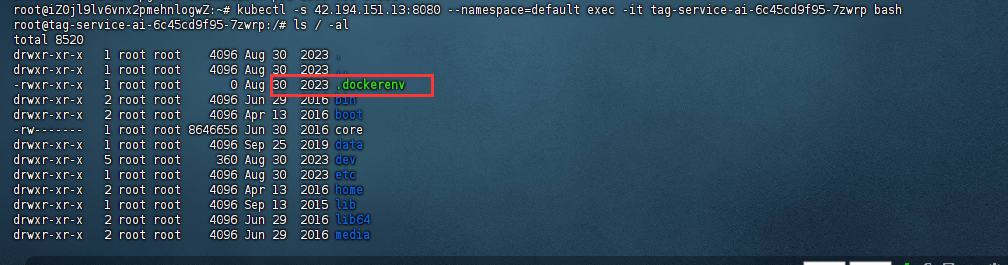 root@iZ0jl9lv6vnx2pmehnlogwZ:~# kubectl -s 42.194.151.13:8080 --namespace=default exec -it tag-service-ai-6c45cd9f95-7zwrp bash
root@tag-service-ai-6c45cd9f95-7zwrp:/# ls / -al
total 8520
drwxr-xr-x 1 root root 4096 Aug 30 2023 .
drwxr-xr-x 1 root root 4096 Aug 30 2023 ..
-rwxr-xr-x 1 root root 0 Aug 30 2023 .dockerenv
drwxr-xr-x 2 root root 4096 Jun 29 2016 bin
drwxr-xr-x 2 root root 4096 Apr 13 2016 boot
-rw------- 1 root root 8646656 Jun 30 2016 core
drwxr-xr-x 1 root root 4096 Sep 25 2019 data
drwxr-xr-x 5 root root 360 Aug 30 2023 dev
drwxr-xr-x 1 root root 4096 Aug 30 2023 etc
drwxr-xr-x 2 root root 4096 Apr 13 2016 home
drwxr-xr-x 1 root root 4096 Sep 13 2015 lib
drwxr-xr-x 2 root root 4096 Jun 29 2016 lib64
drwxr-xr-x 2 root root 4096 Jun 29 2016 media